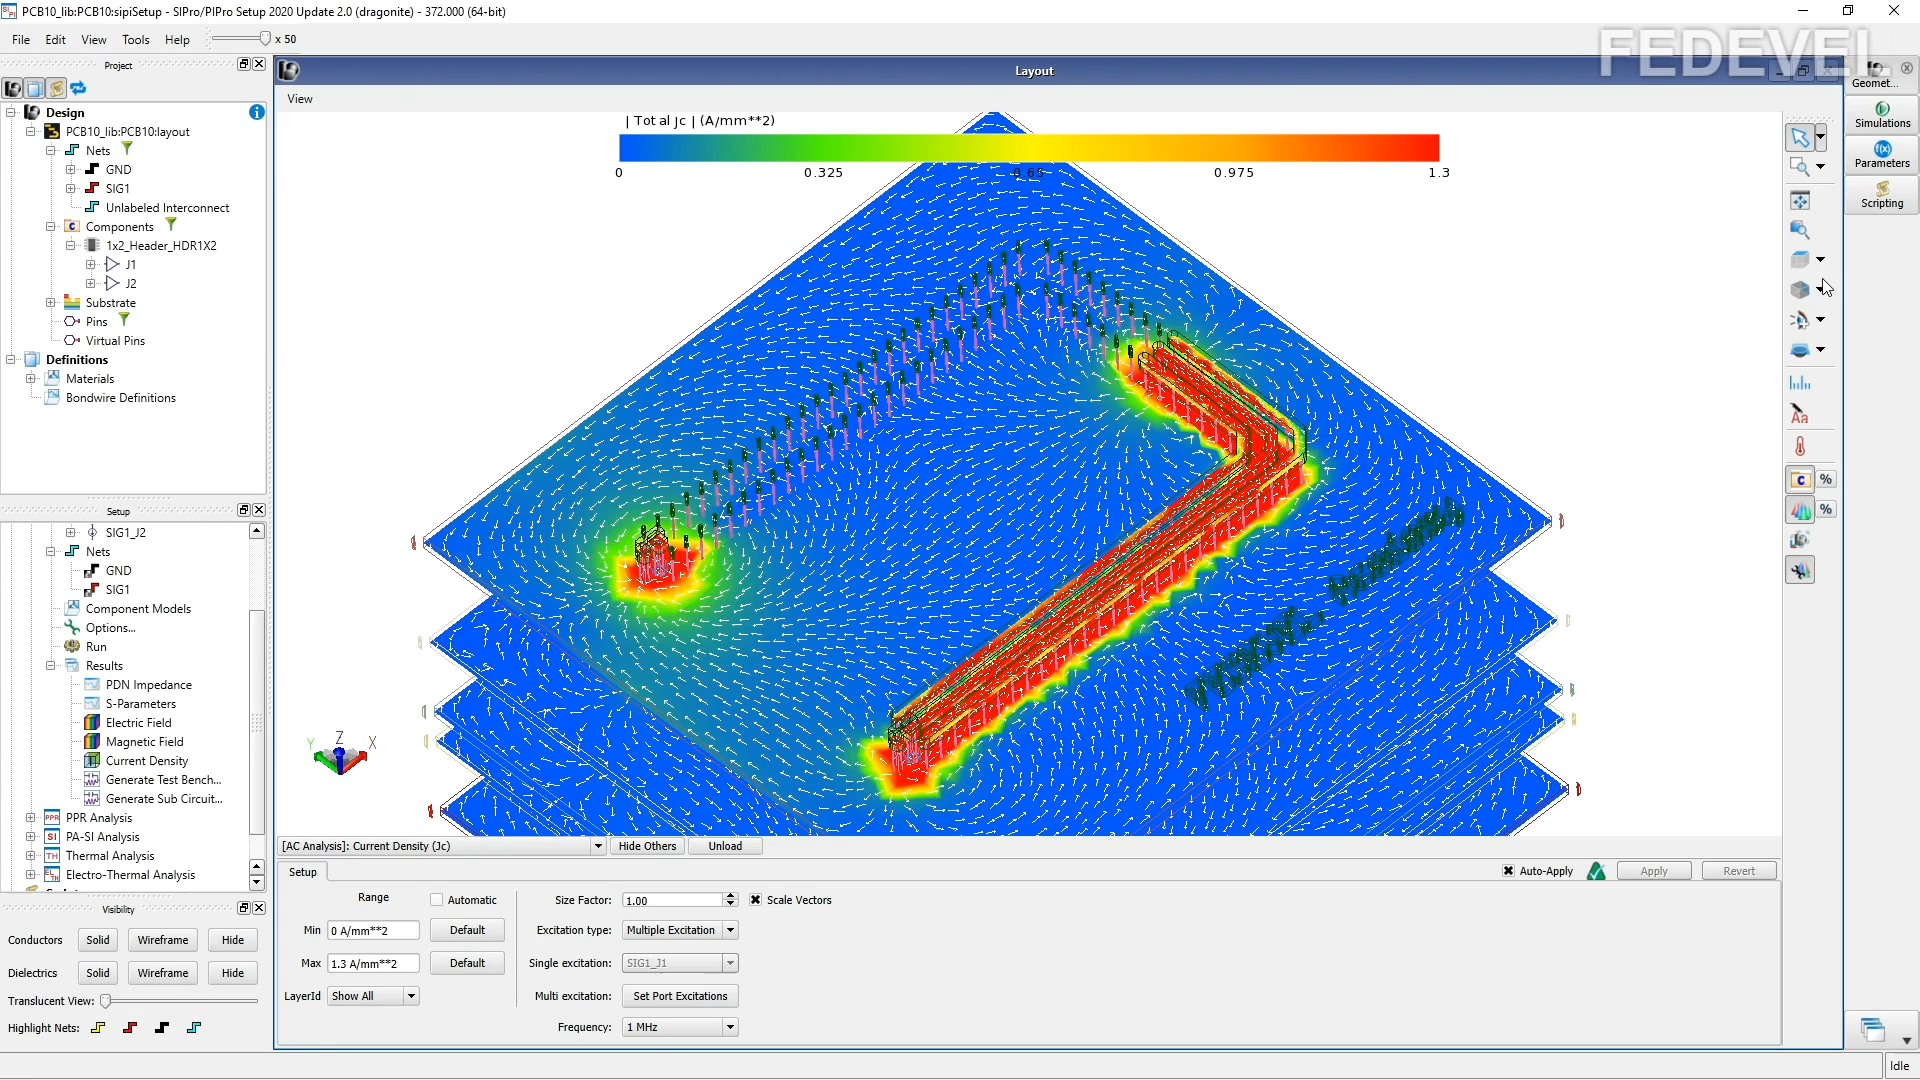 PCB10_lib:PCB10:sipiSetup - SIPro/PIPro Setup 2020 Update 2.0 (dragonite) - 372.000 (64-bit)
File Edit View Tools Help x 50
FEDEVEL
Project
Design
PCB10_lib:PCB10:layout
Nets
GND
SIG1
Unlabeled Interconnect
Components
1x2_Header_HDR1X2
J1
J2
Substrate
Pins
Virtual Pins
Definitions
Materials
Bondwire Definitions
Setup
SIG1_J2
Nets
GND
SIG1
Component Models
Options...
Run
Results
PDN Impedance
S-Parameters
Electric Field
Magnetic Field
Current Density
Generate Test Bench...
Generate Sub Circuit...
PPR Analysis
PA-SI Analysis
Thermal Analysis
Electro-Thermal Analysis
Visibility
Conductors Solid Wireframe Hide
Dielectrics Solid Wireframe Hide
Translucent View:
Highlight Nets:
Layout
View
| Total Jc | (A/mm**2)
0 0.325 0.65 0.975 1.3
Y Z X
[AC Analysis]: Current Density (Jc) Hide Others Unload
Setup
Auto-Apply Apply Revert
Range Automatic
Min 0 A/mm**2 Default
Max 1.3 A/mm**2 Default
LayerId Show All
Size Factor: 1.00 Scale Vectors
Excitation type: Multiple Excitation
Single excitation: SIG1_J1
Multi excitation: Set Port Excitations
Frequency: 1 MHz
Geomet...
Simulations
Parameters
Scripting
Idle